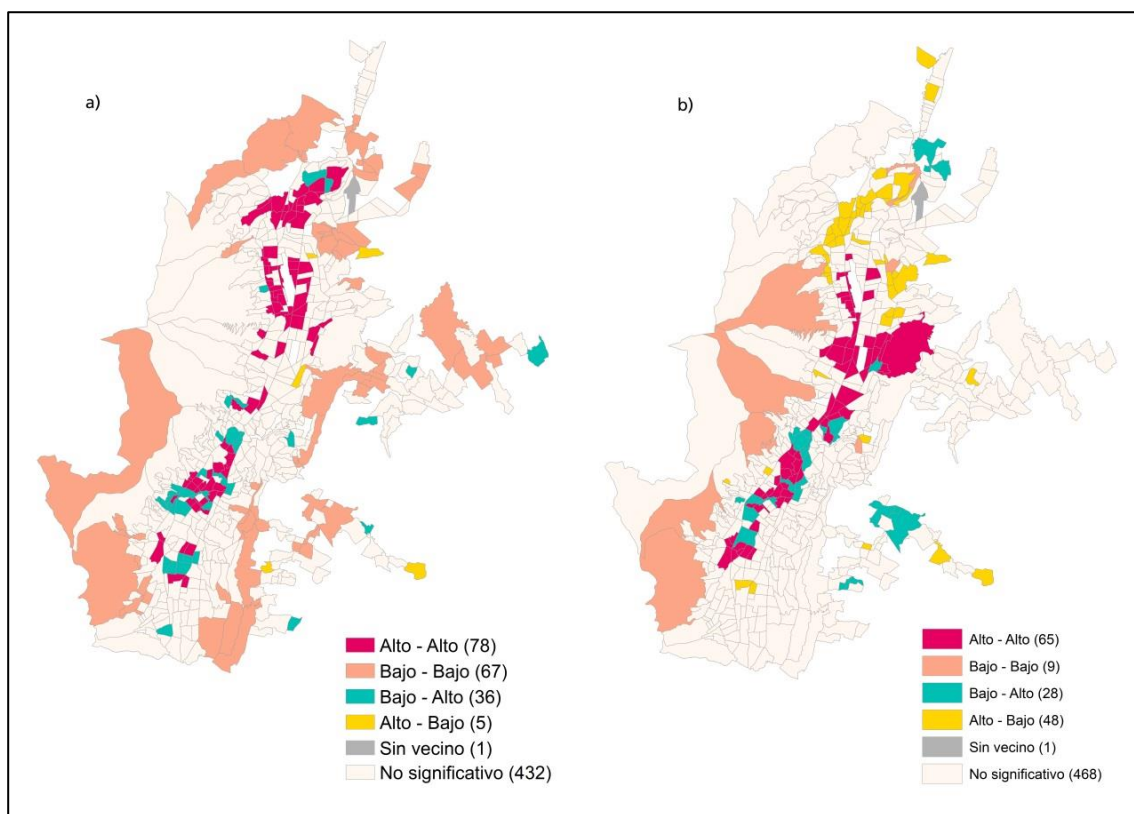 a)
Alto - Alto (78)
Bajo - Bajo (67)
Bajo - Alto (36)
Alto - Bajo (5)
Sin vecino (1)
No significativo (432)
b)
Alto - Alto (65)
Bajo - Bajo (9)
Bajo - Alto (28)
Alto - Bajo (48)
Sin vecino (1)
No significativo (468)